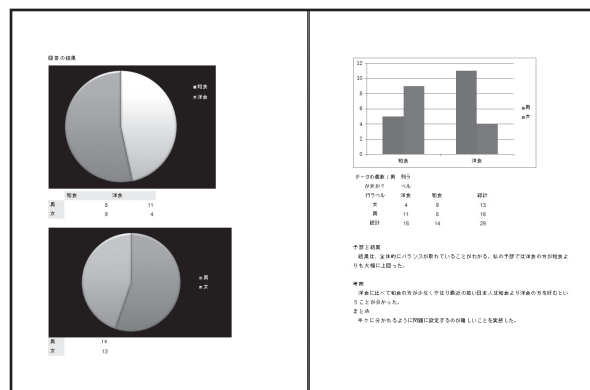 回答の結果
和食
洋食
和食 洋食
男 5 11
女 9 4
男
女
男 16
女 13
12
10
8
6
4
2
0
和食 洋食
男
女
データの個数 / 男 列ラ
か女か? ベル
行ラベル 洋食 和食 総計
女 4 9 13
男 11 5 16
総計 15 14 29
予想と結果
結果は、全体的にバランスが取れていることがわかる。私の予想では洋食の方が和食よ
りも大幅に上回った。
考察
洋食に比べて和食の方が少なくやはり最近の若い日本人は和食より洋食の方を好むとい
うことが分かった。
まとめ
半々に分かれるように問題に設定するのが難しいことを実感した。